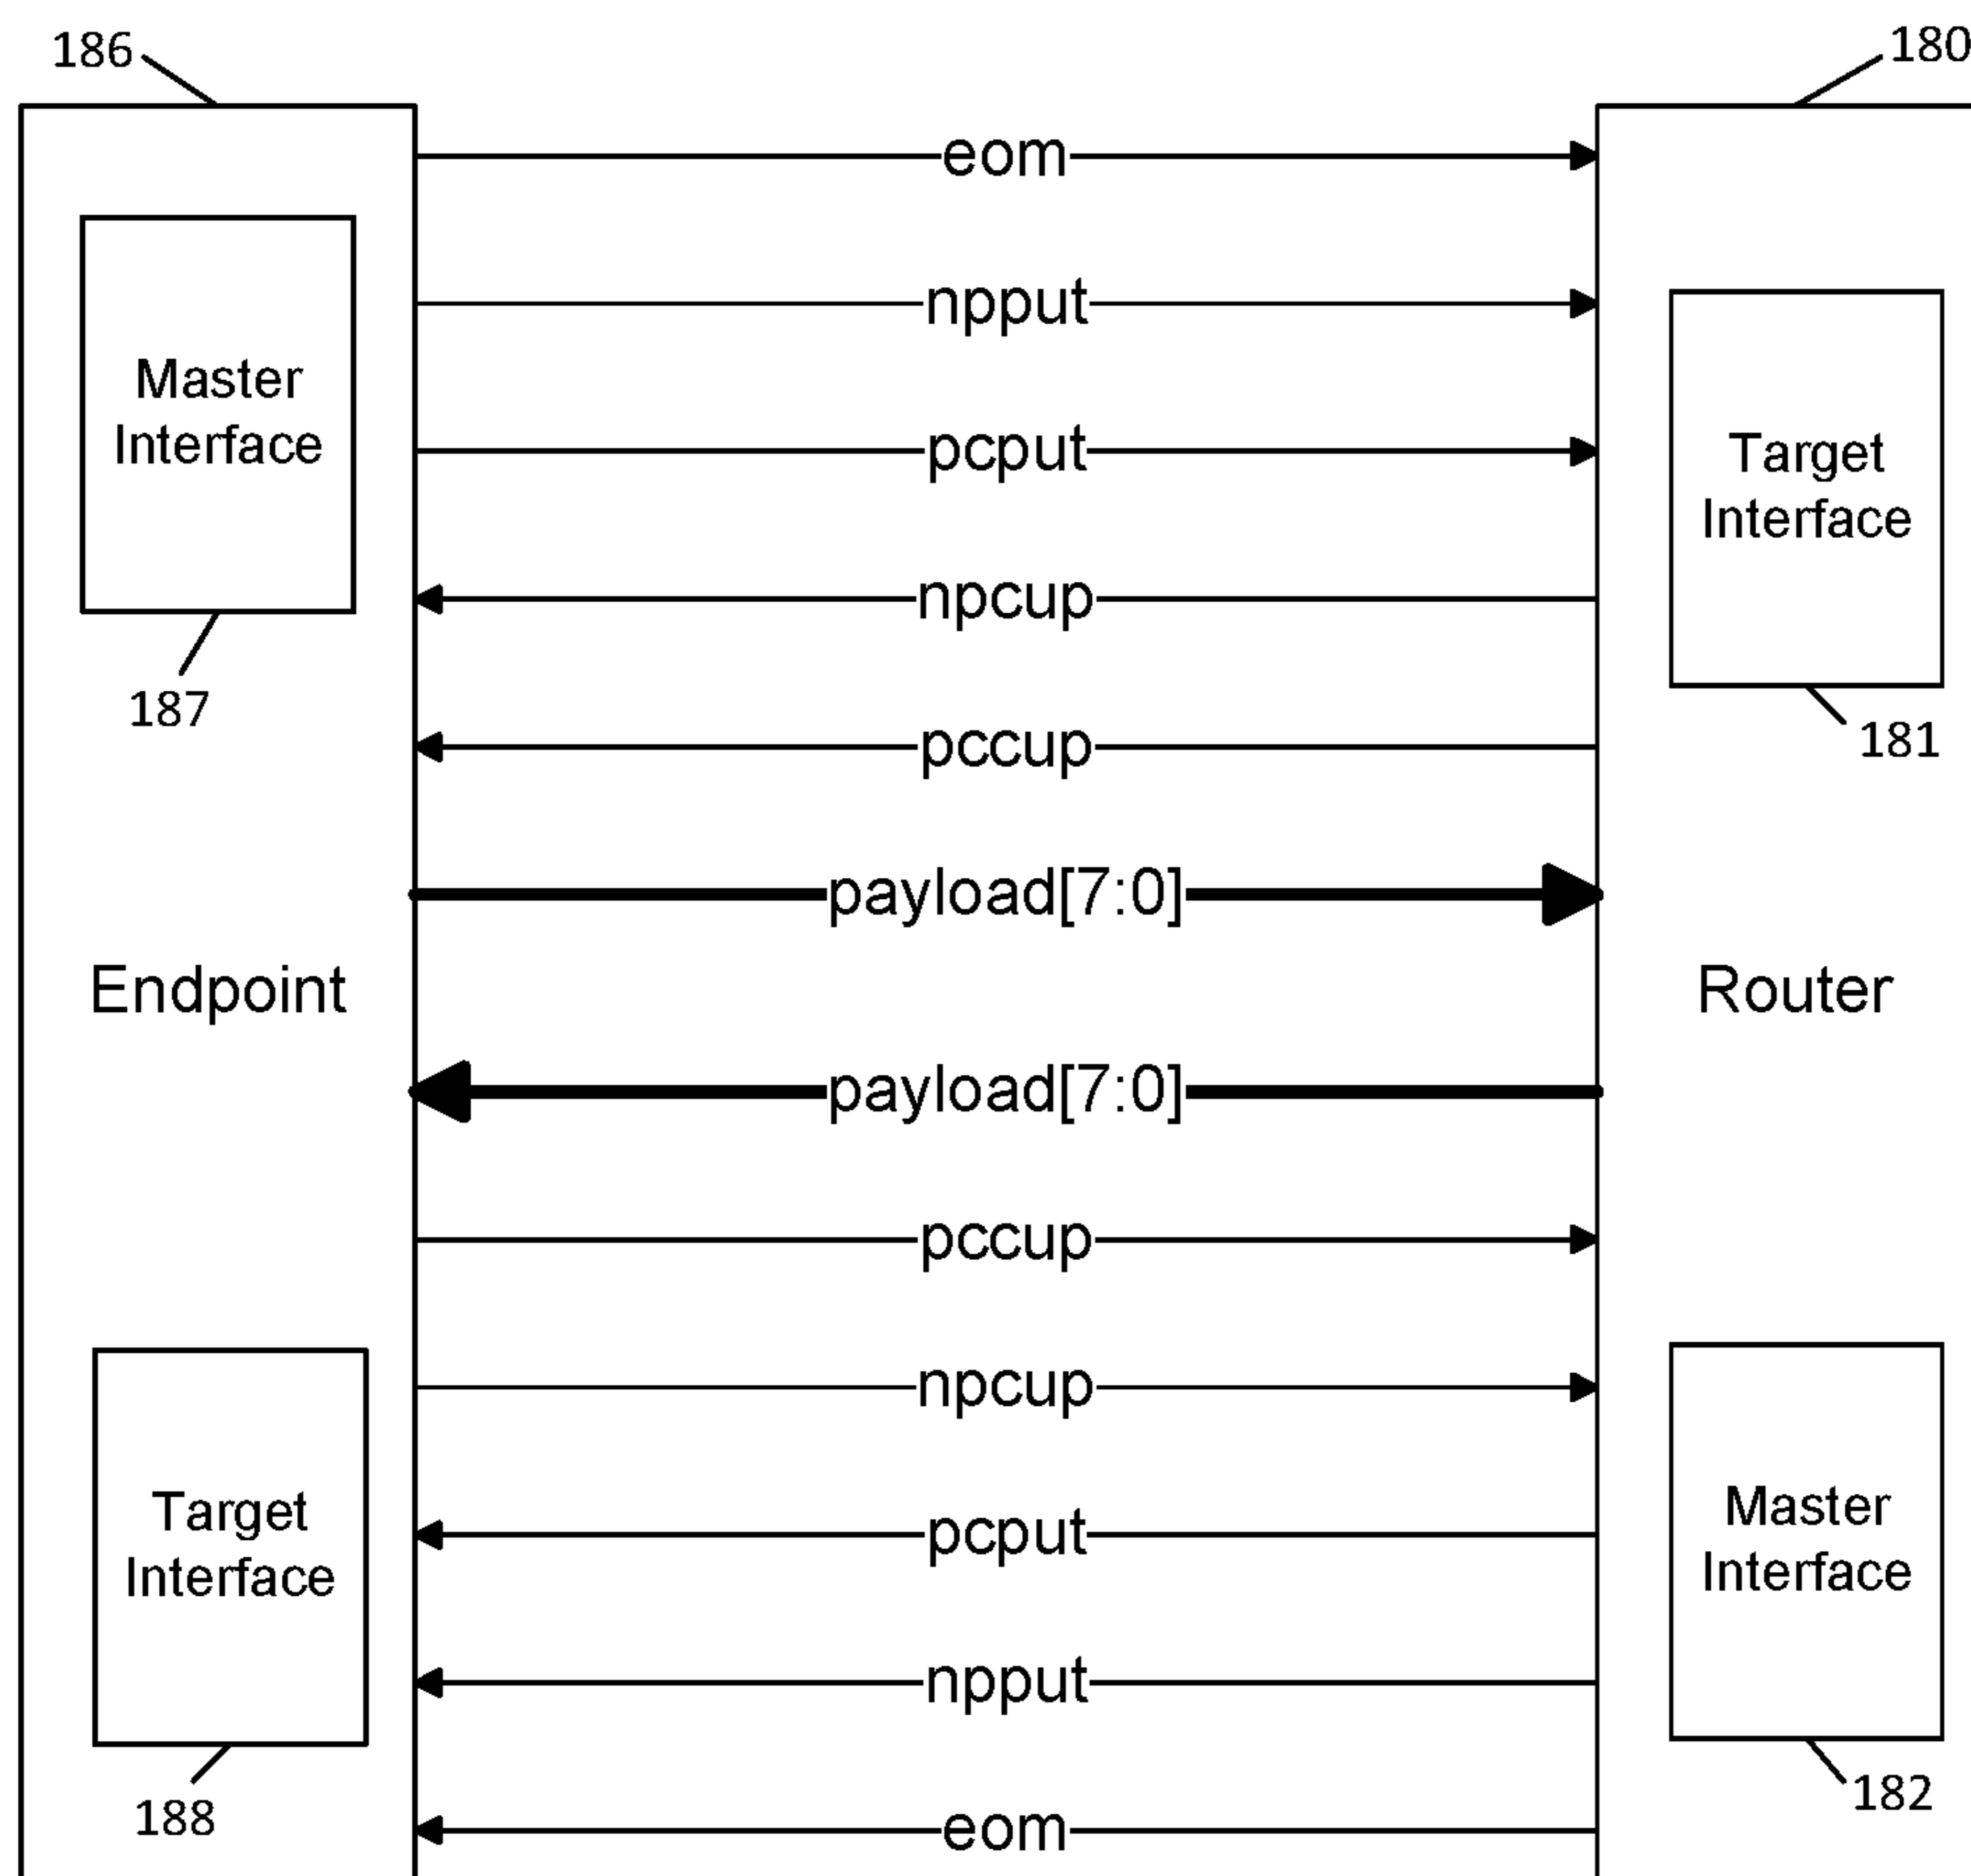 186
180
eom
npput
Master
Interface
pcput
Target
Interface
npcup
187
pccup
181
payload[7:0]
Endpoint
Router
payload[7:0]
pccup
npcup
Target
Interface
Master
Interface
pcput
npput
188
182
eom